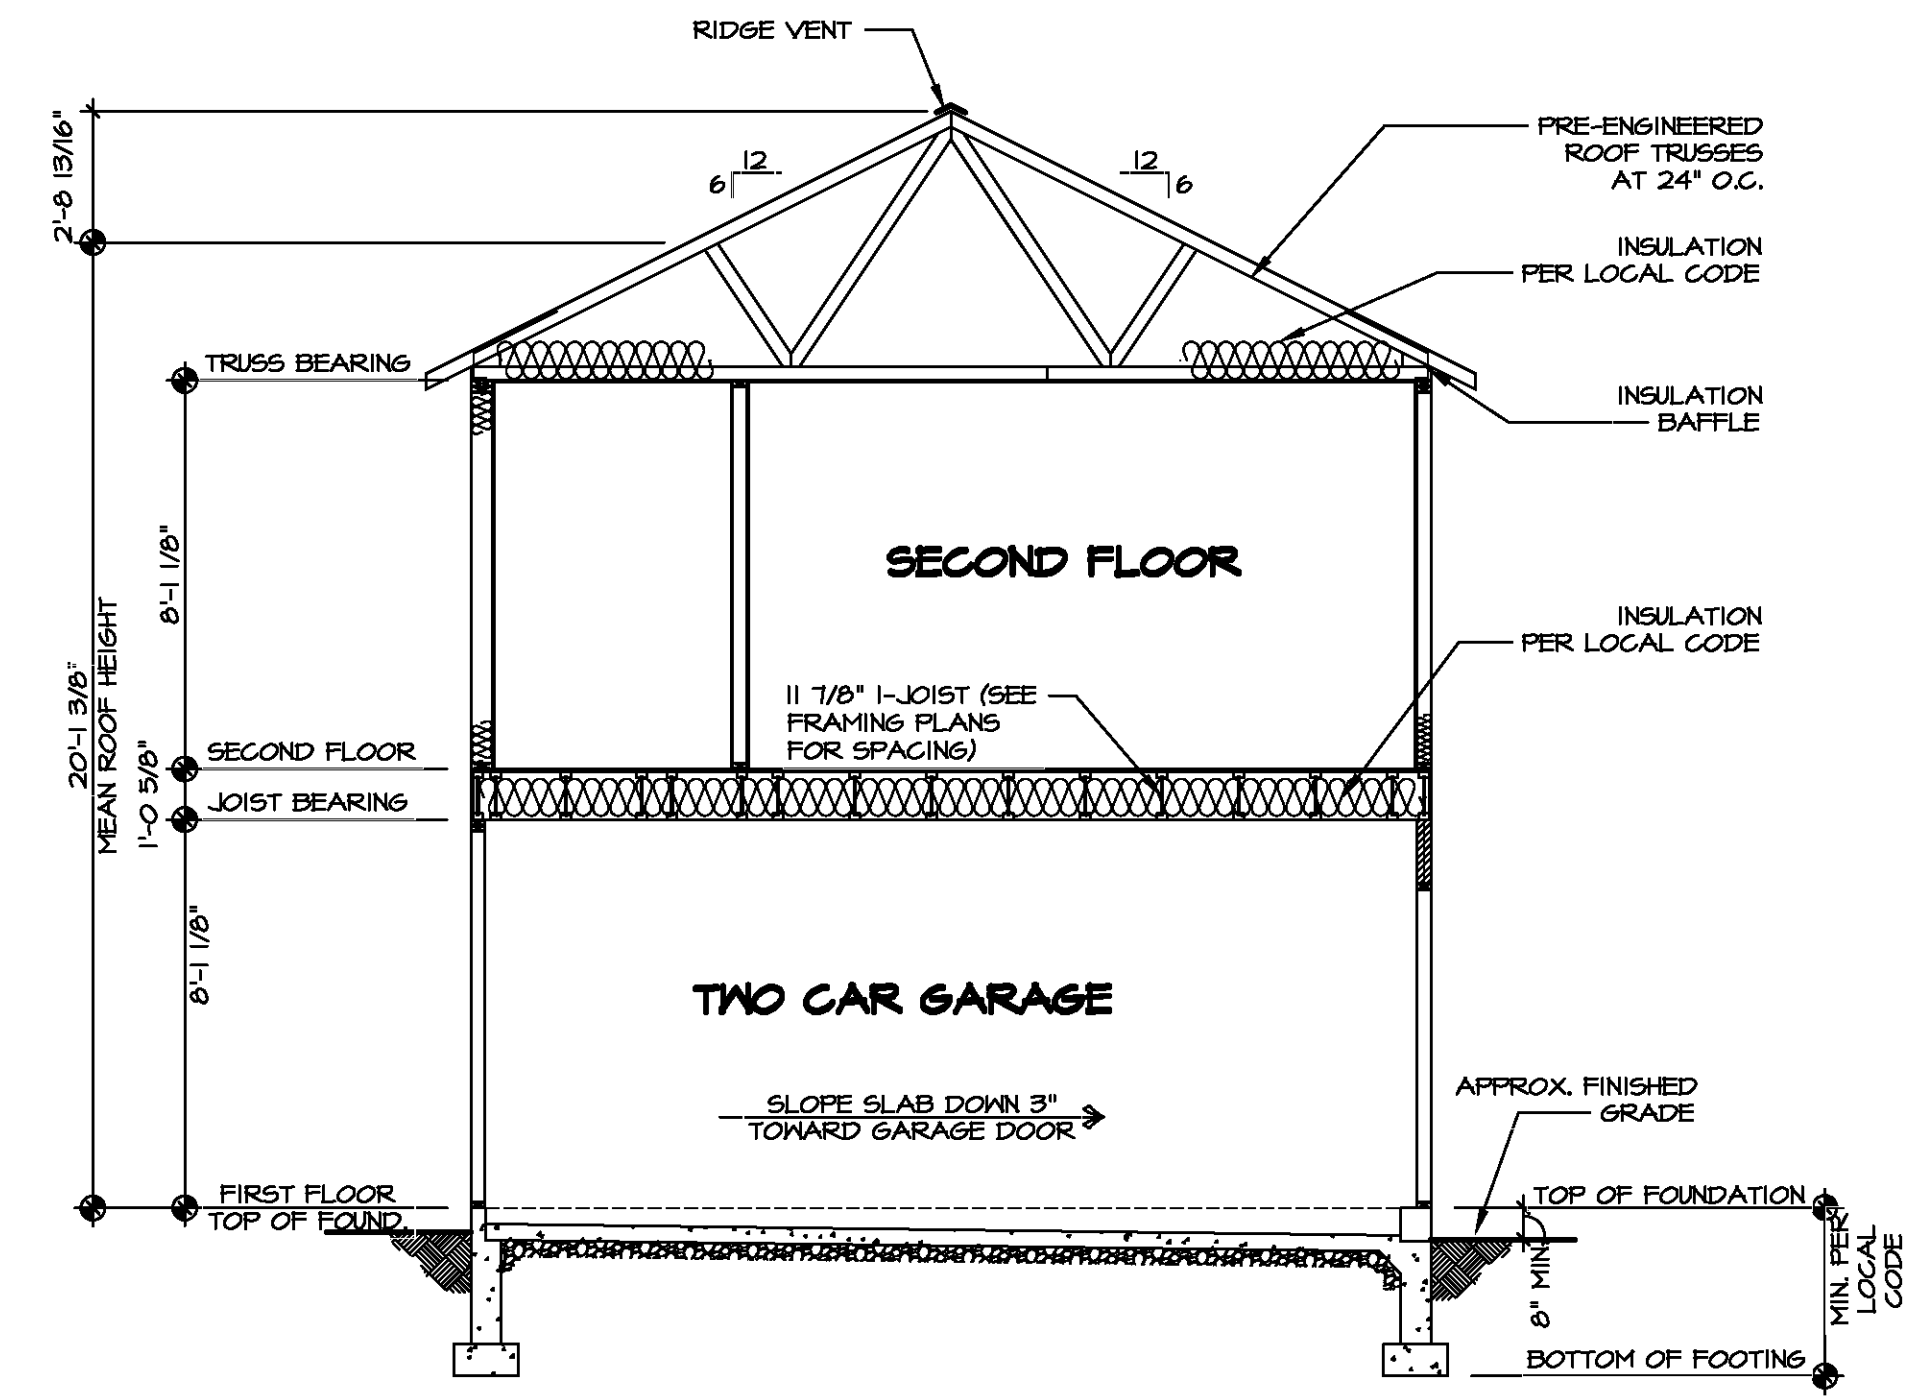 RIDGE VENT
2'-8 13/16"
12
6
12
6
PRE-ENGINEERED
ROOF TRUSSES
AT 24" O.C.
INSULATION
PER LOCAL CODE
TRUSS BEARING
INSULATION
BAFFLE
8'-1 1/8"
SECOND FLOOR
20'-1 3/8"
MEAN ROOF HEIGHT
INSULATION
PER LOCAL CODE
11 7/8" I-JOIST (SEE
FRAMING PLANS
FOR SPACING)
SECOND FLOOR
1'-0 5/8"
JOIST BEARING
8'-1 1/8"
TWO CAR GARAGE
SLOPE SLAB DOWN 3"
TOWARD GARAGE DOOR
APPROX. FINISHED
GRADE
FIRST FLOOR
TOP OF FOUND.
TOP OF FOUNDATION
8" MIN.
MIN. PER
LOCAL
CODE
BOTTOM OF FOOTING